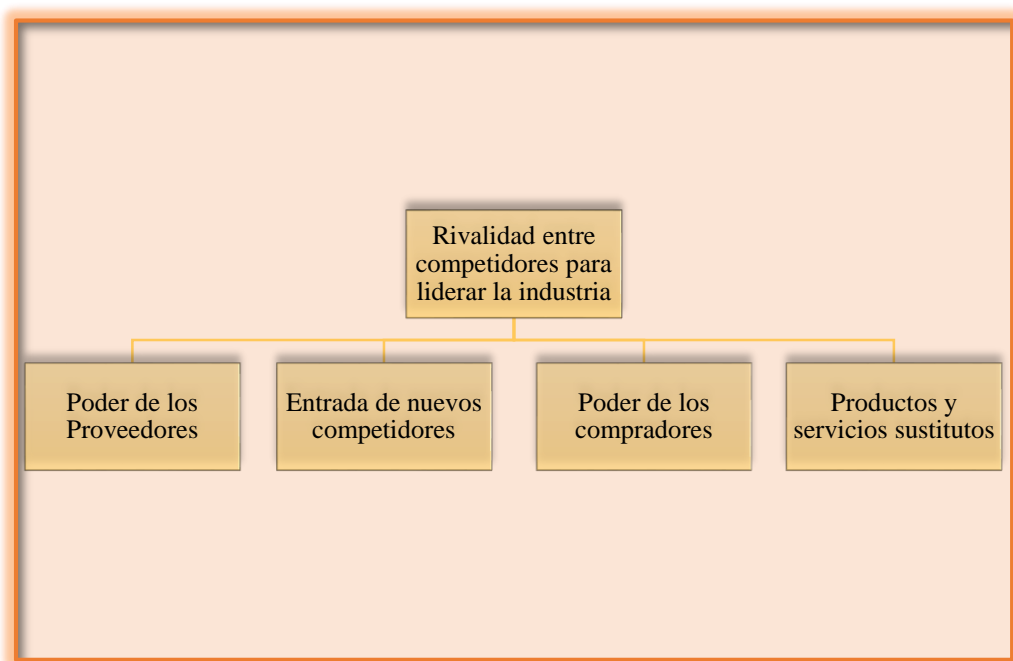 Rivalidad entre
competidores para
liderar la industria
Poder de los
Proveedores
Entrada de nuevos
competidores
Poder de los
compradores
Productos y
servicios sustitutos